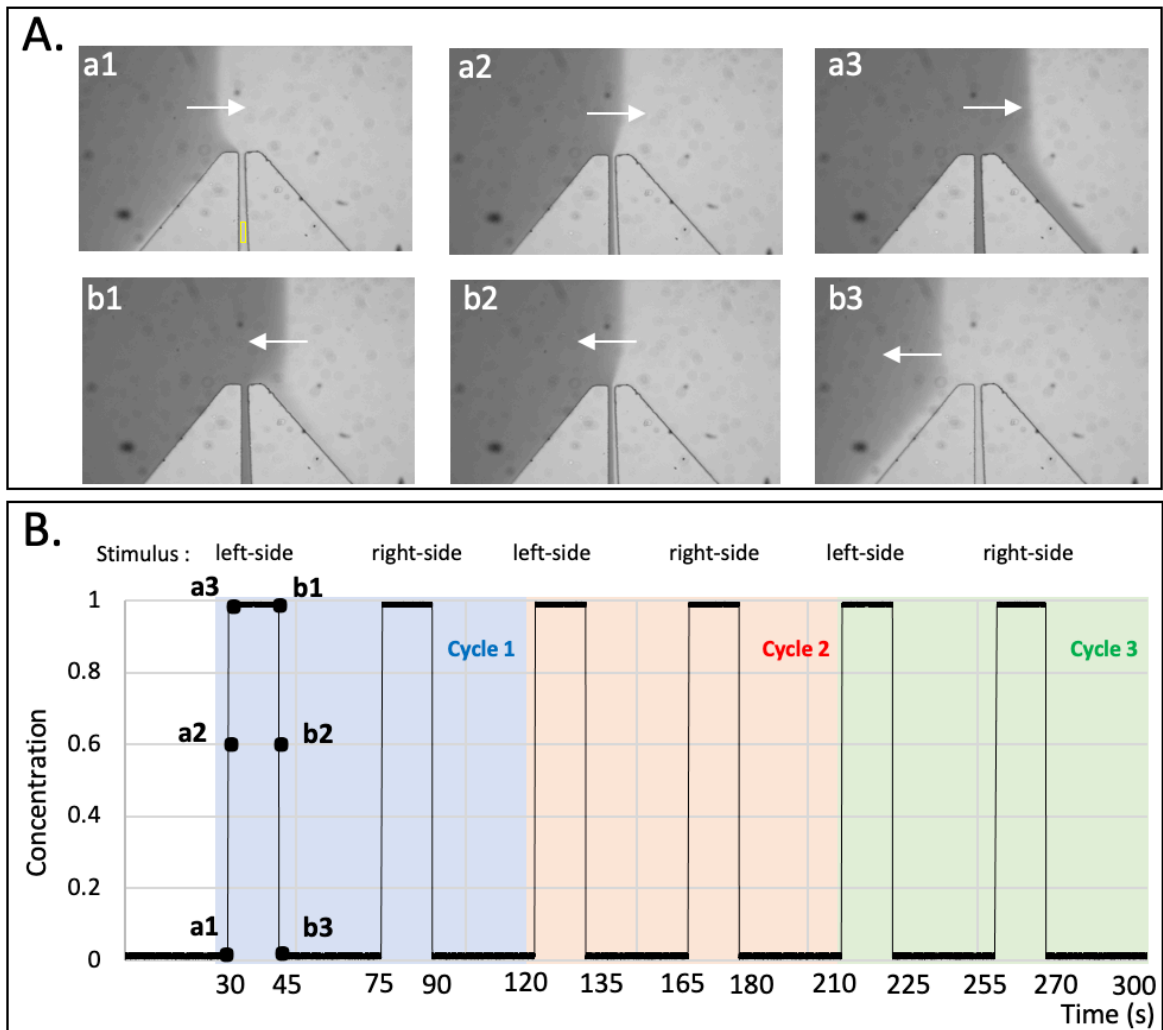 A.
a1
a2
a3
b1
b2
b3
B.
Stimulus : left-side right-side left-side right-side left-side right-side
a3 b1
1
Cycle 1 Cycle 2 Cycle 3
0.8
a2 b2
0.6
0.4
0.2
a1 b3
0
Concentration
30 45 75 90 120 135 165 180 210 225 255 270 300
Time (s)